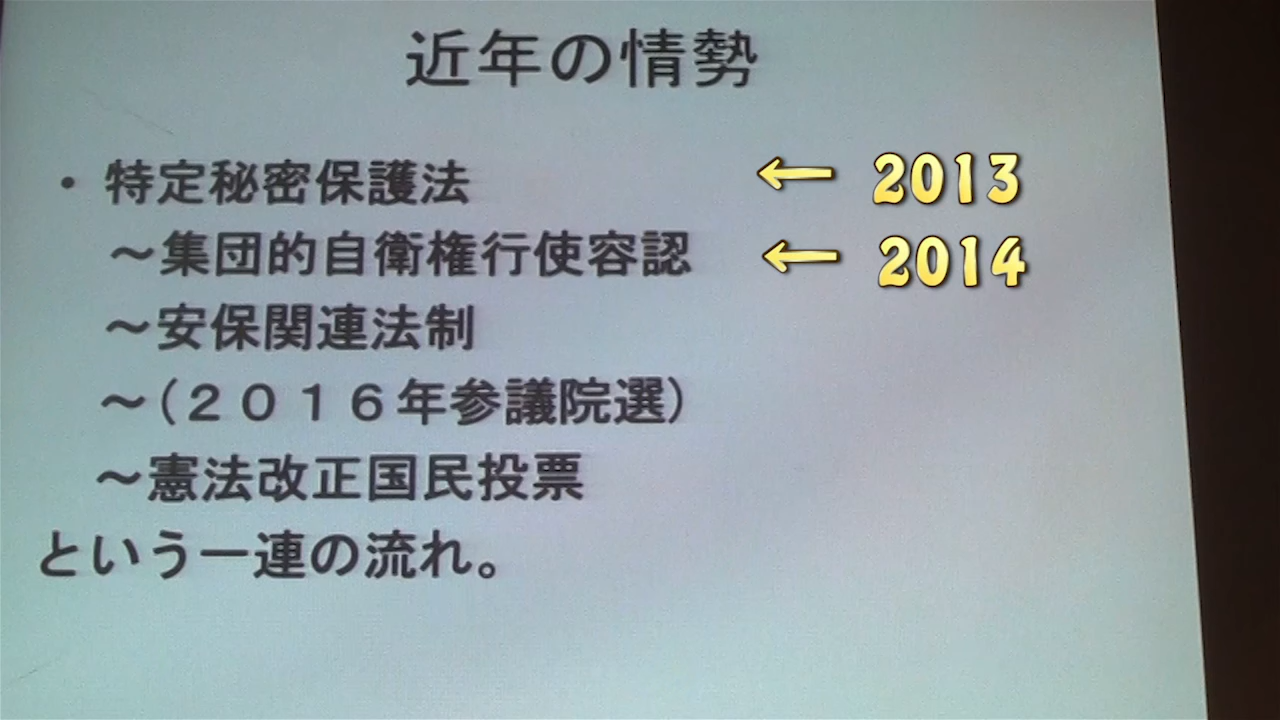 近年の情勢
・特定秘密保護法 ← 2013
～集団的自衛権行使容認 ← 2014
～安保関連法制
～(２０１６年参議院選)
～憲法改正国民投票
という一連の流れ。